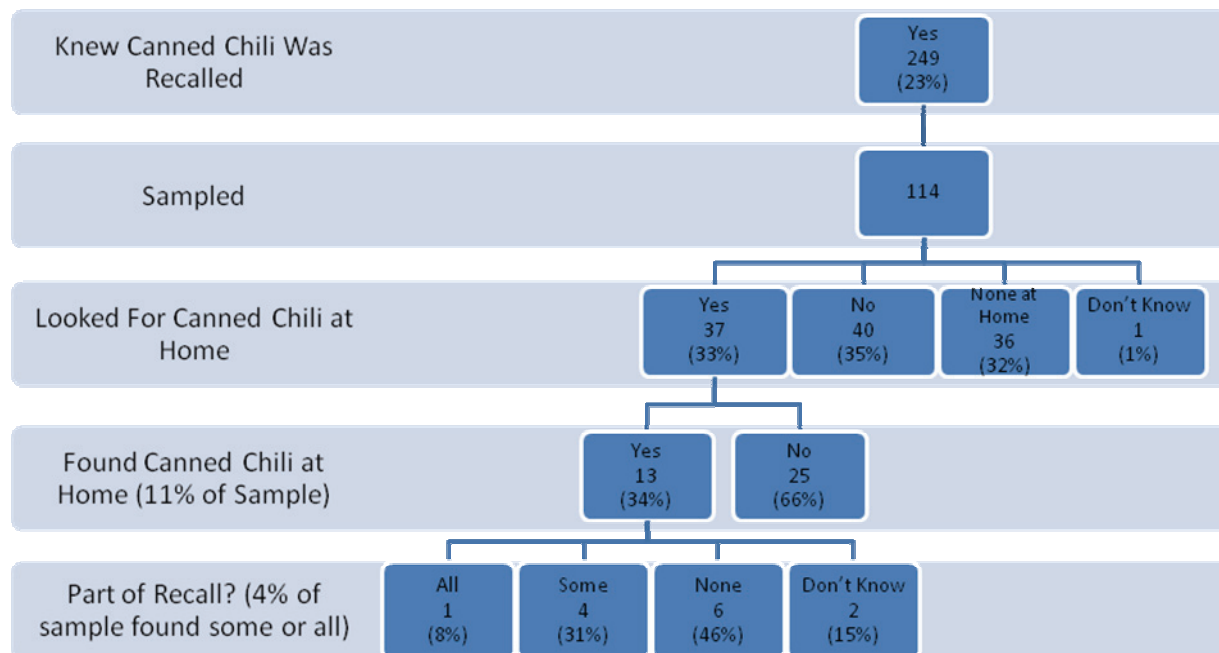 Knew Canned Chili Was
Recalled
Yes
249
(23%)
Sampled
114
Looked For Canned Chili at
Home
Yes
37
(33%)
No
40
(35%)
None at
Home
36
(32%)
Don't Know
1
(1%)
Found Canned Chili at
Home (11% of Sample)
Yes
13
(34%)
No
25
(66%)
Part of Recall? (4% of
sample found some or all)
All
1
(8%)
Some
4
(31%)
None
6
(46%)
Don't Know
2
(15%)